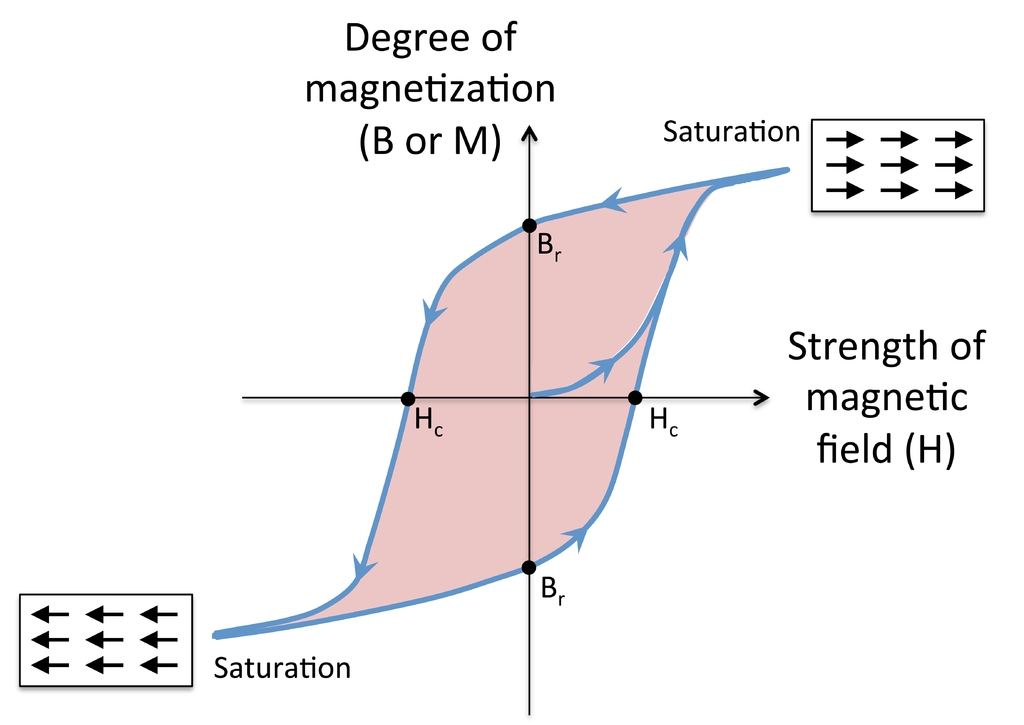 Degree of
magnetization
(B or M)
Saturation
Br
Strength of
magnetic
field (H)
Hc
Hc
Br
Saturation